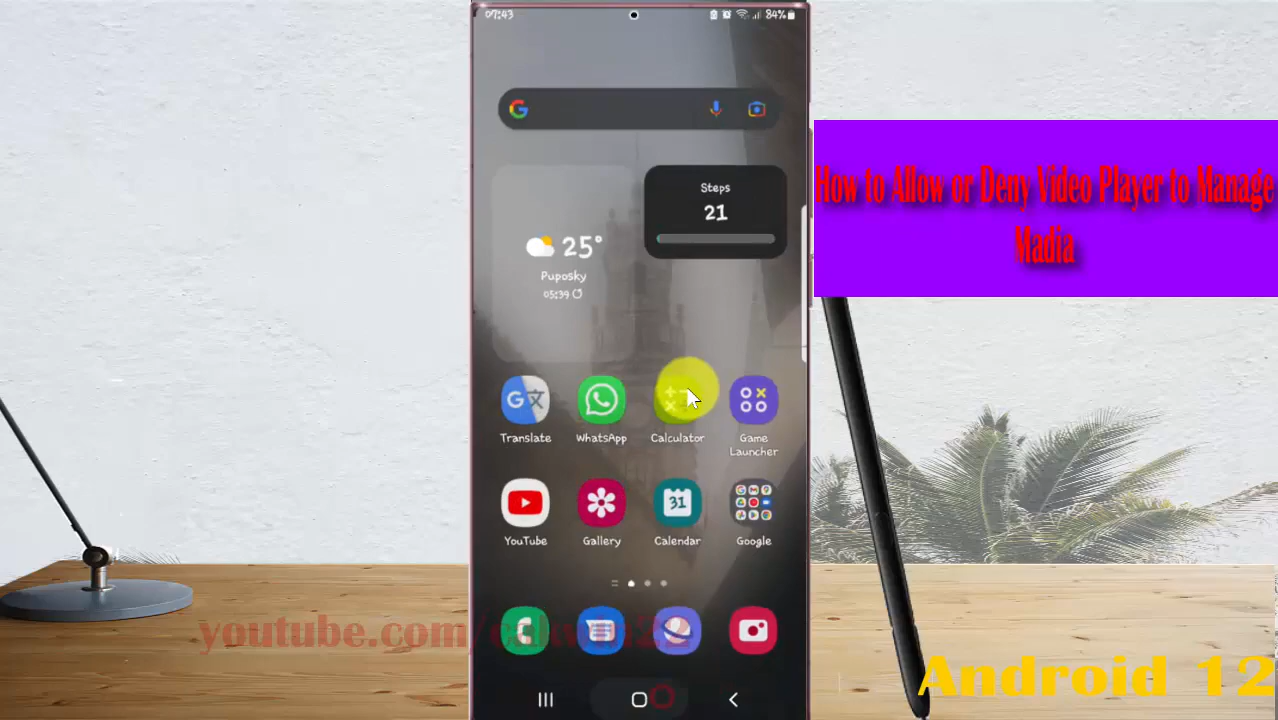 07:43
84%
Steps
21
25°
Puposky
05:39
How to Allow or Deny Video Player to Manage
Madia
Translate
WhatsApp
Calculator
Game
Launcher
YouTube
Gallery
31
Calendar
Google
Android 12